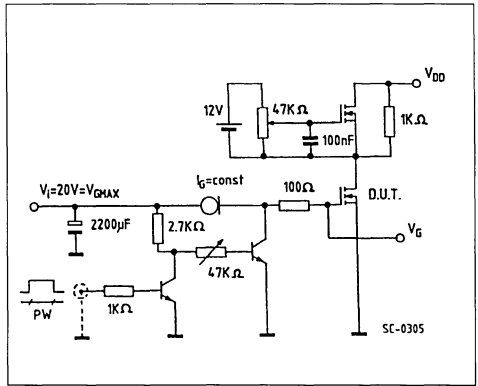 V_DD
12V
47KΩ
100nF
1KΩ
V_i=20V=V_GMAX
I_G=const
100Ω
D.U.T.
2200μF
2.7KΩ
V_G
47KΩ
PW
1KΩ
SC-0305